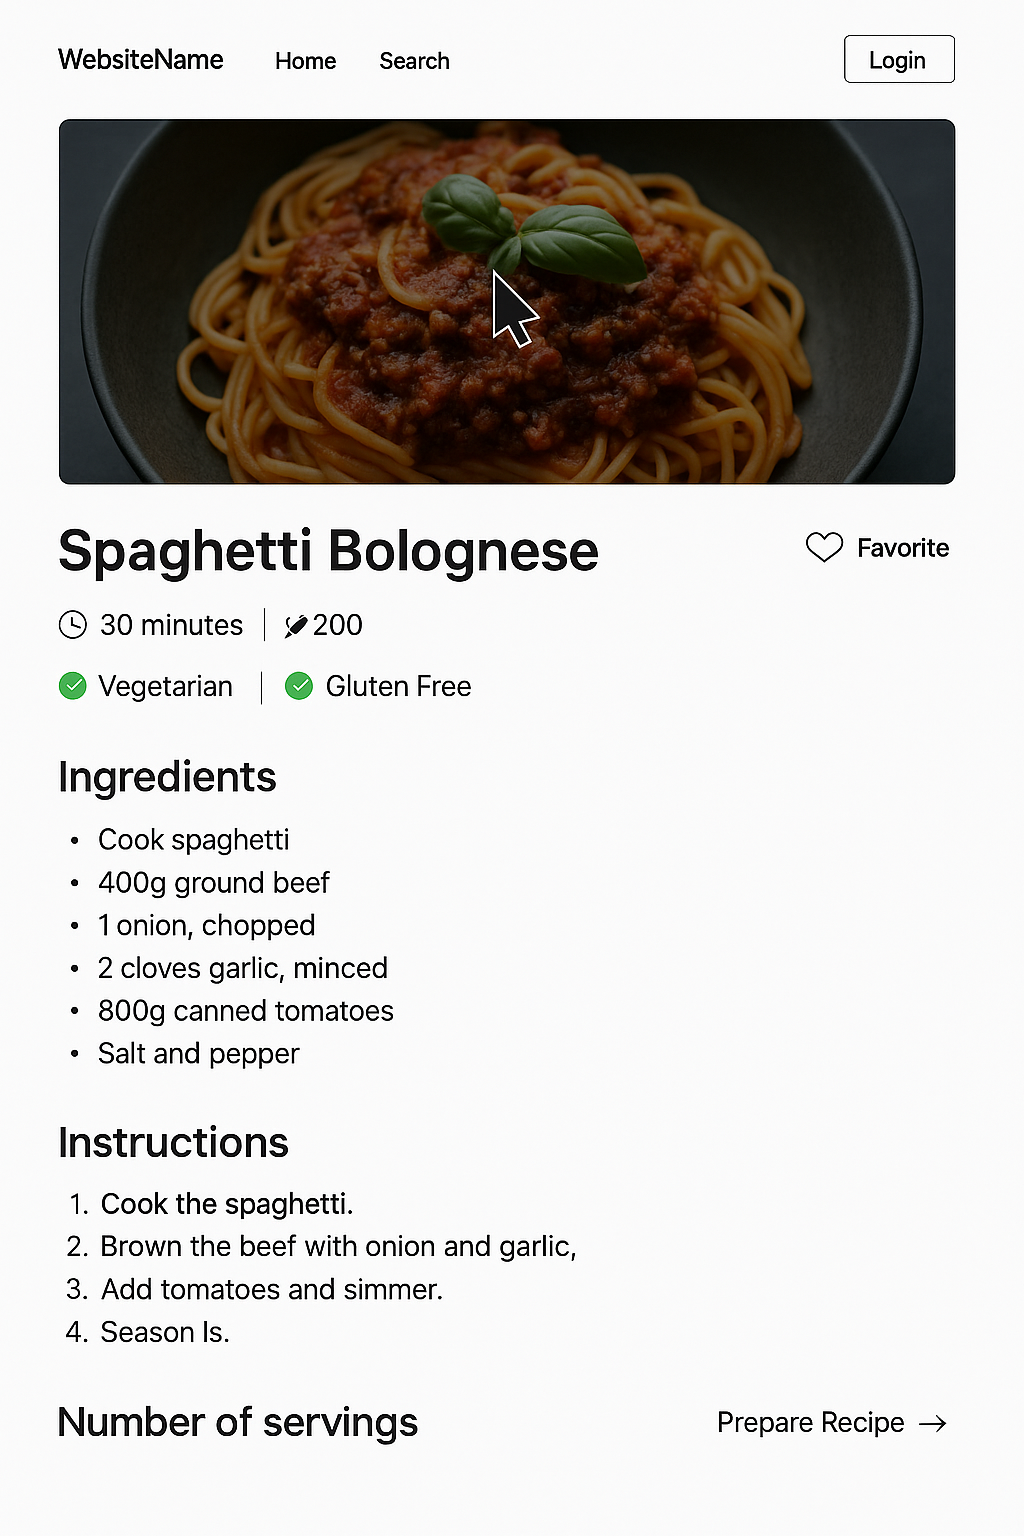 WebsiteName Home Search Login
Spaghetti Bolognese Favorite
30 minutes 200
Vegetarian Gluten Free
Ingredients
• Cook spaghetti
• 400g ground beef
• 1 onion, chopped
• 2 cloves garlic, minced
• 800g canned tomatoes
• Salt and pepper
Instructions
1. Cook the spaghetti.
2. Brown the beef with onion and garlic,
3. Add tomatoes and simmer.
4. Season ls.
Number of servings Prepare Recipe →